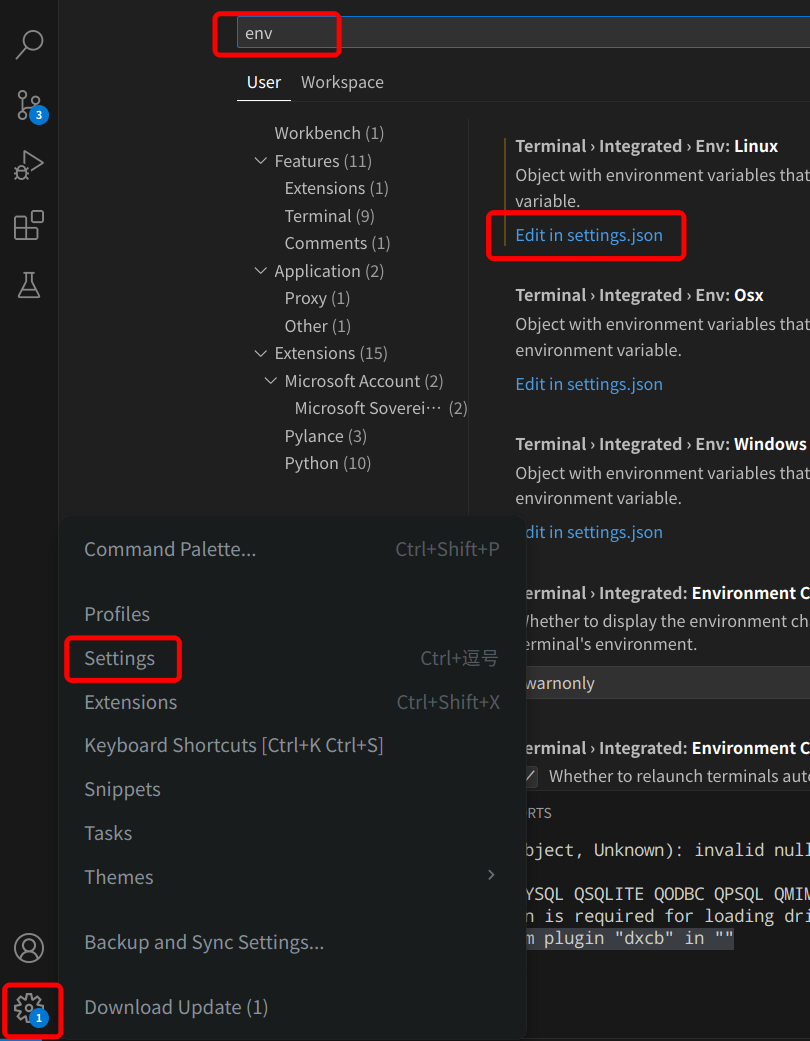 env
User Workspace
Workbench (1)
Features (11)
Extensions (1)
Terminal (9)
Comments (1)
Application (2)
Proxy (1)
Other (1)
Extensions (15)
Microsoft Account (2)
Microsoft Soverei⋯ (2)
Pylance (3)
Python (10)
Terminal › Integrated › Env: Linux
Object with environment variables that
variable.
Edit in settings.json
Terminal › Integrated › Env: Osx
Object with environment variables that
environment variable.
Edit in settings.json
Terminal › Integrated › Env: Windows
Object with environment variables that
environment variable.
dit in settings.json
erminal › Integrated: Environment C
Whether to display the environment cha
erminal's environment.
warnonly
erminal › Integrated: Environment C
Whether to relaunch terminals auto
RTS
bject, Unknown): invalid null
YSQL QSQLITE QODBC QPSQL QMIM
n is required for loading dri
m plugin "dxcb" in ""
3
Command Palette... Ctrl+Shift+P
Profiles
Settings Ctrl+逗号
Extensions Ctrl+Shift+X
Keyboard Shortcuts [Ctrl+K Ctrl+S]
Snippets
Tasks
Themes
Backup and Sync Settings...
Download Update (1)
1